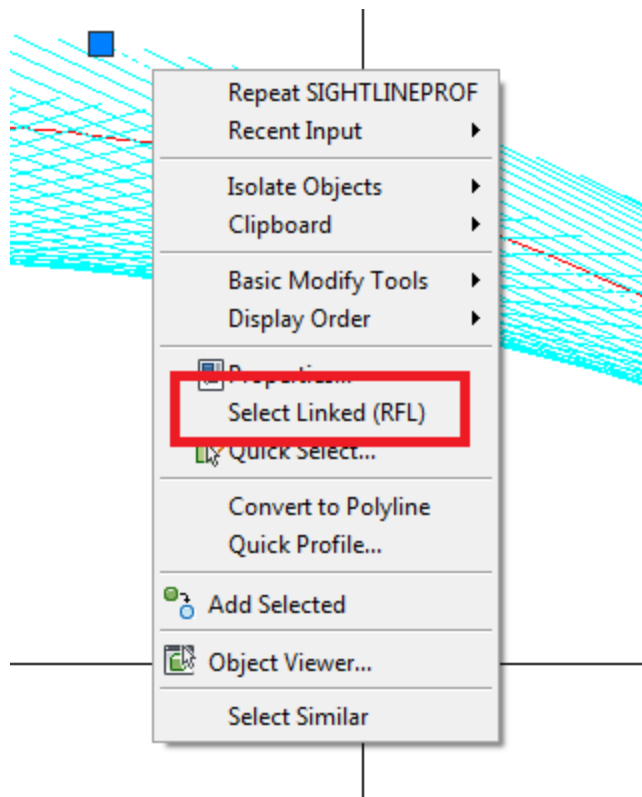 Repeat SIGHTLINEPROF
Recent Input
Isolate Objects
Clipboard
Basic Modify Tools
Display Order
Properties...
Select Linked (RFL)
Quick Select...
Convert to Polyline
Quick Profile...
Add Selected
Object Viewer...
Select Similar